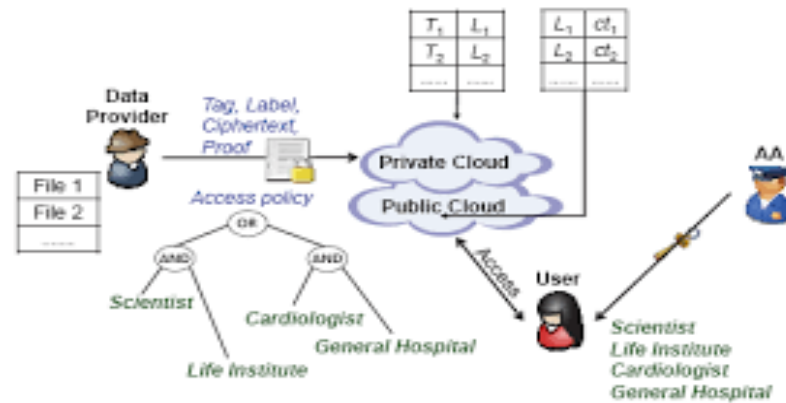 T1 L1
T2 L2
..... .....
L1 ct1
L2 ct2
..... .....
Data
Provider
Tag, Label,
Ciphertext,
Proof
File 1
File 2
.....
Private Cloud
Public Cloud
AA
Access policy
OR
AND
AND
Scientist
Life Institute
Cardiologist
General Hospital
Access
User
Scientist
Life Institute
Cardiologist
General Hospital